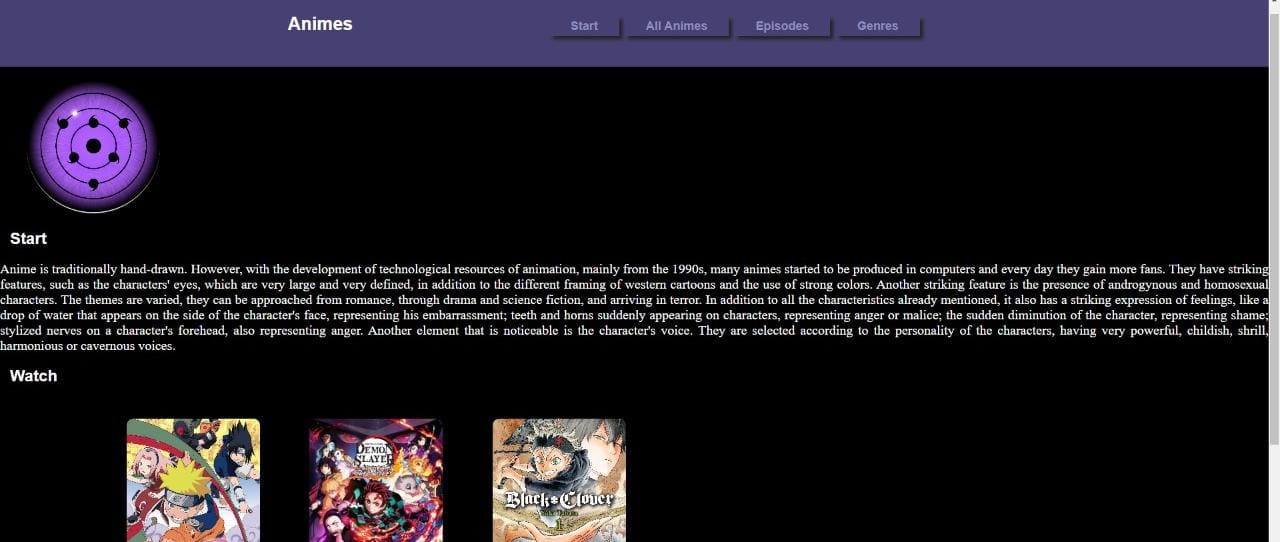 Animes
Start
All Animes
Episodes
Genres
Start
Anime is traditionally hand-drawn. However, with the development of technological resources of animation, mainly from the 1990s, many animes started to be produced in computers and every day they gain more fans. They have striking
features, such as the characters' eyes, which are very large and very defined, in addition to the different framing of western cartoons and the use of strong colors. Another striking feature is the presence of androgynous and homosexual
characters. The themes are varied, they can be approached from romance, through drama and science fiction, and arriving in terror. In addition to all the characteristics already mentioned, it also has a striking expression of feelings, like a
drop of water that appears on the side of the character's face, representing his embarrassment; teeth and horns suddenly appearing on characters, representing anger or malice; the sudden diminution of the character, representing shame;
stylized nerves on a character's forehead, also representing anger. Another element that is noticeable is the character's voice. They are selected according to the personality of the characters, having very powerful, childish, shrill,
harmonious or cavernous voices.
Watch
DEMON
SLAYER
Black Clover
1